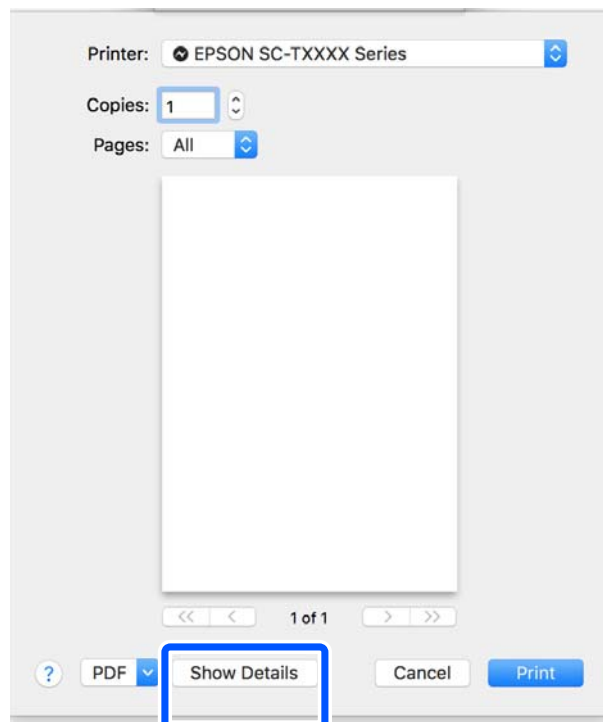 Printer: EPSON SC-TXXXX Series
Copies: 1
Pages: All
<< < 1 of 1 > >>
? PDF Show Details Cancel Print